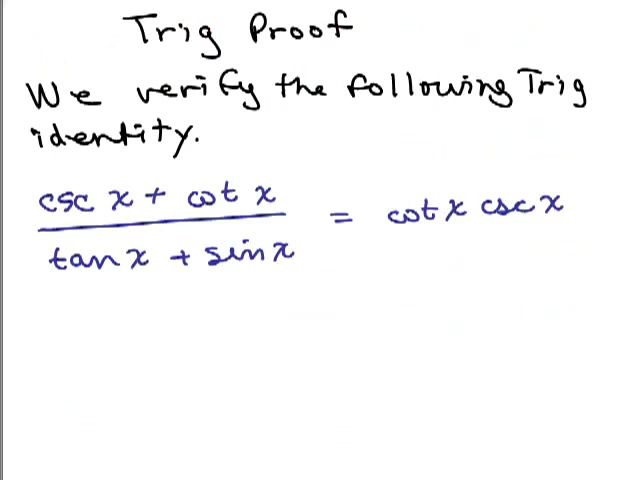 Trig Proof
We verify the following Trig
identity.
csc x + cot x
= cot x csc x
tan x + sin x